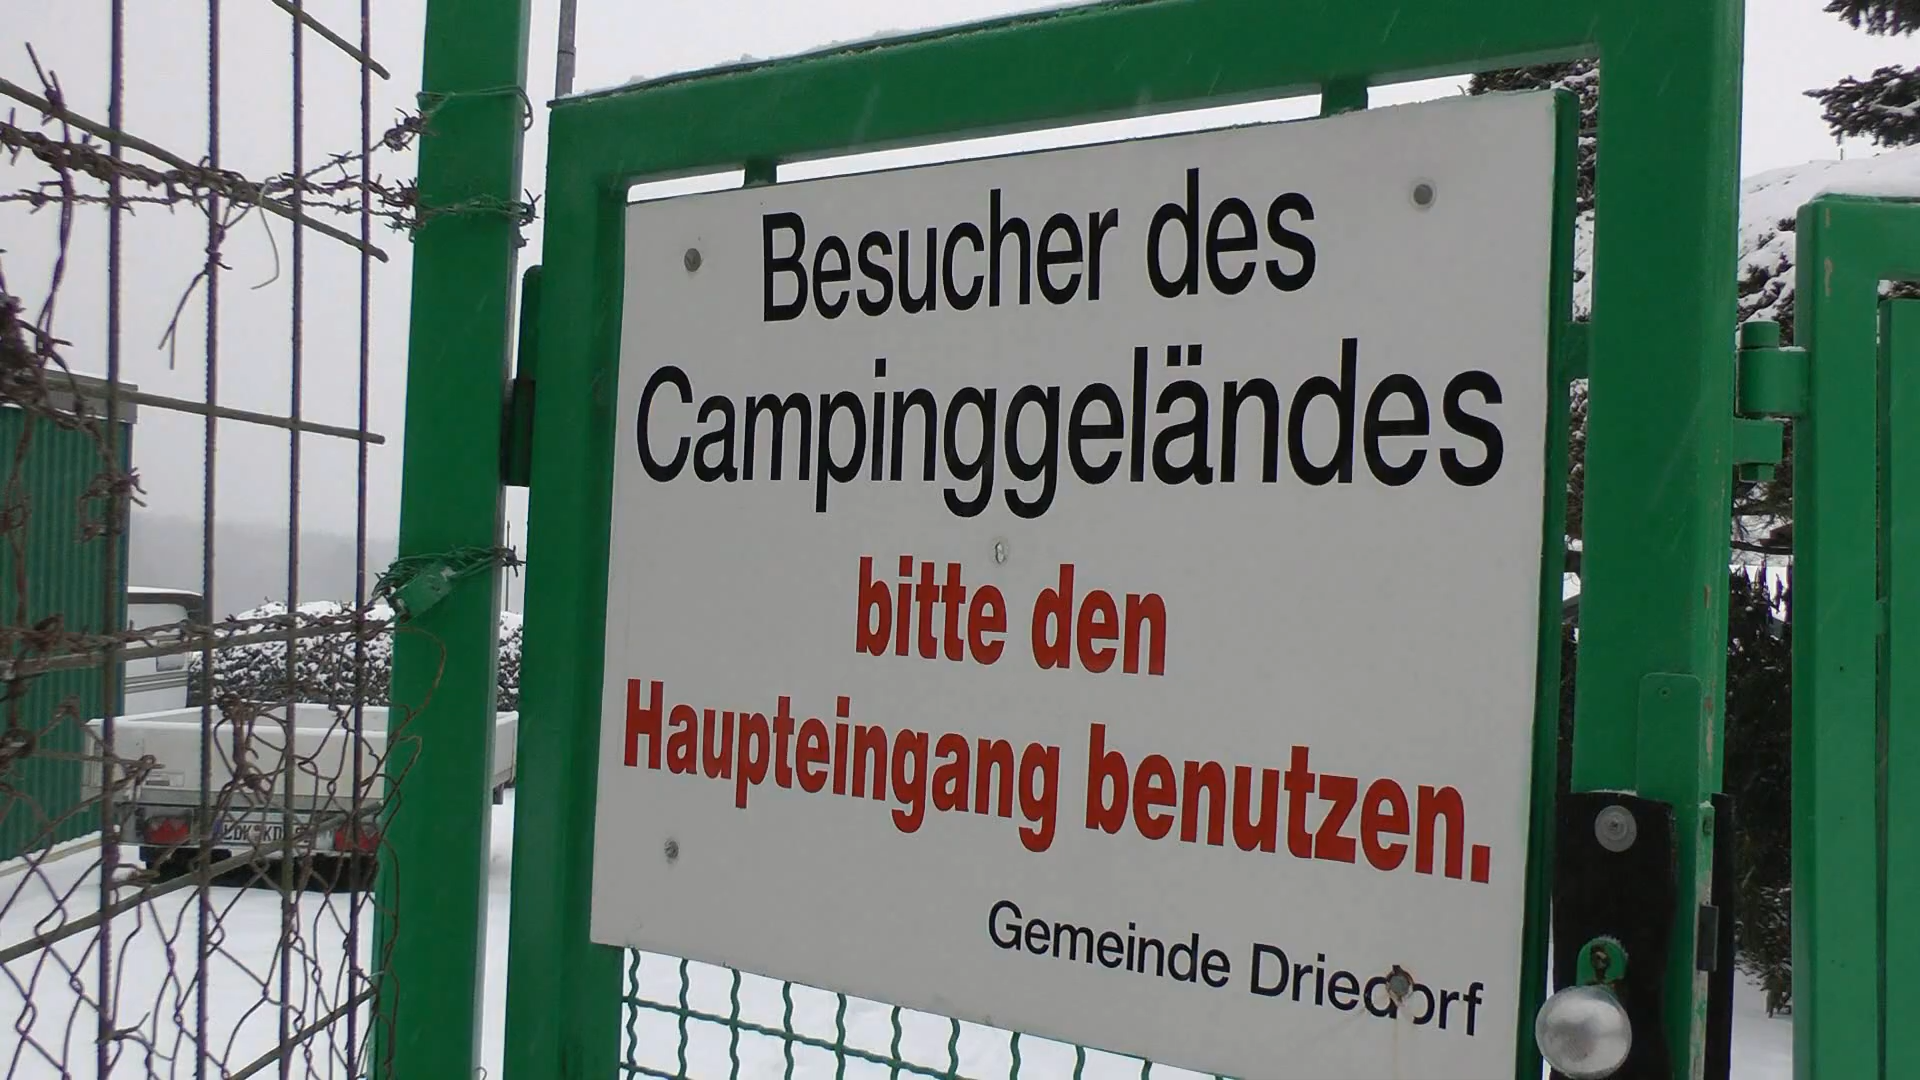 Besucher des
Campinggeländes
bitte den
Haupteingang benutzen.
Gemeinde Driedorf